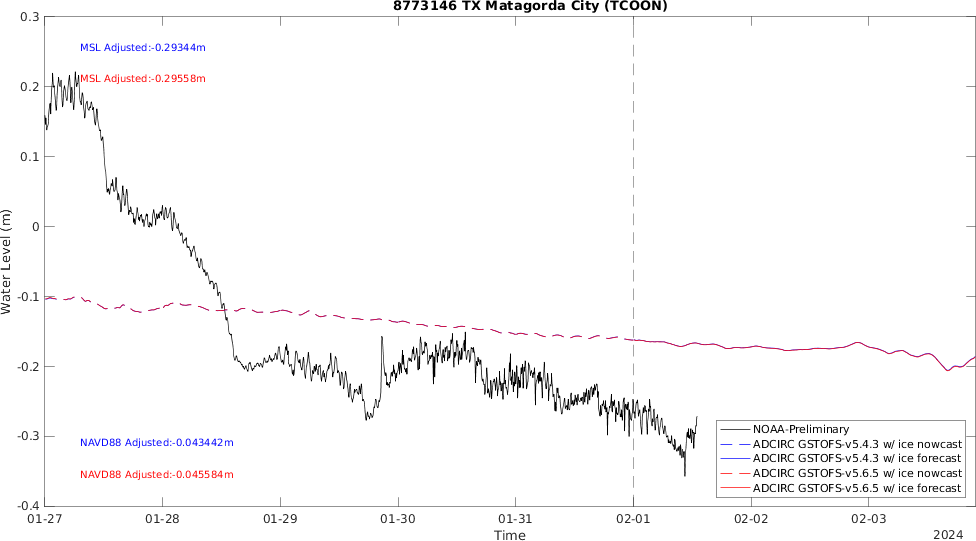 8773146 TX Matagorda City (TCOON)
0.3
0.2
0.1
0
-0.1
-0.2
-0.3
-0.4
Water Level (m)
MSL Adjusted:-0.29344m
MSL Adjusted:-0.29558m
NAVD88 Adjusted:-0.043442m
NAVD88 Adjusted:-0.045584m
NOAA-Preliminary
ADCIRC GSTOFS-v5.4.3 w/ ice nowcast
ADCIRC GSTOFS-v5.4.3 w/ ice forecast
ADCIRC GSTOFS-v5.6.5 w/ ice nowcast
ADCIRC GSTOFS-v5.6.5 w/ ice forecast
01-27 01-28 01-29 01-30 01-31 02-01 02-02 02-03
Time
2024